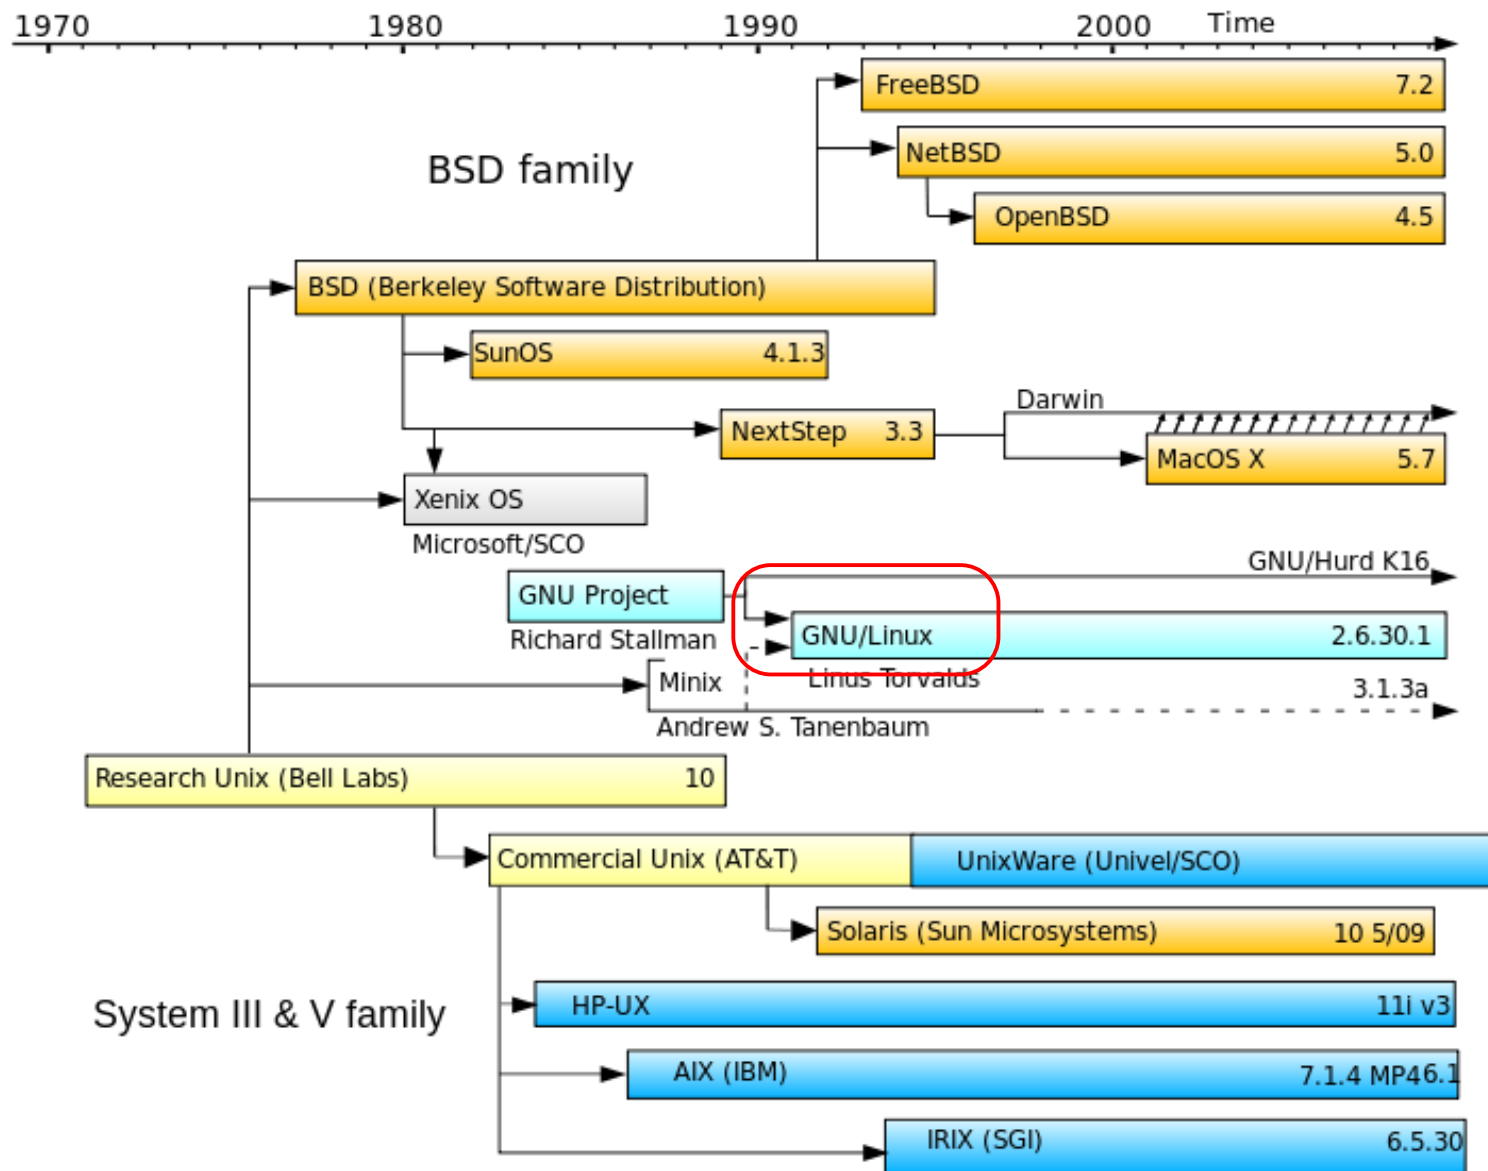 1970 1980 1990 2000 Time
FreeBSD 7.2
NetBSD 5.0
BSD family
OpenBSD 4.5
BSD (Berkeley Software Distribution)
SunOS 4.1.3
Darwin
NextStep 3.3
MacOS X 5.7
Xenix OS
Microsoft/SCO
GNU/Hurd K16
GNU Project
GNU/Linux 2.6.30.1
Richard Stallman
Linus Torvalds
Minix 3.1.3a
Andrew S. Tanenbaum
Research Unix (Bell Labs) 10
Commercial Unix (AT&T) UnixWare (Univel/SCO)
Solaris (Sun Microsystems) 10 5/09
System III & V family
HP-UX 11i v3
AIX (IBM) 7.1.4 MP46.1
IRIX (SGI) 6.5.30